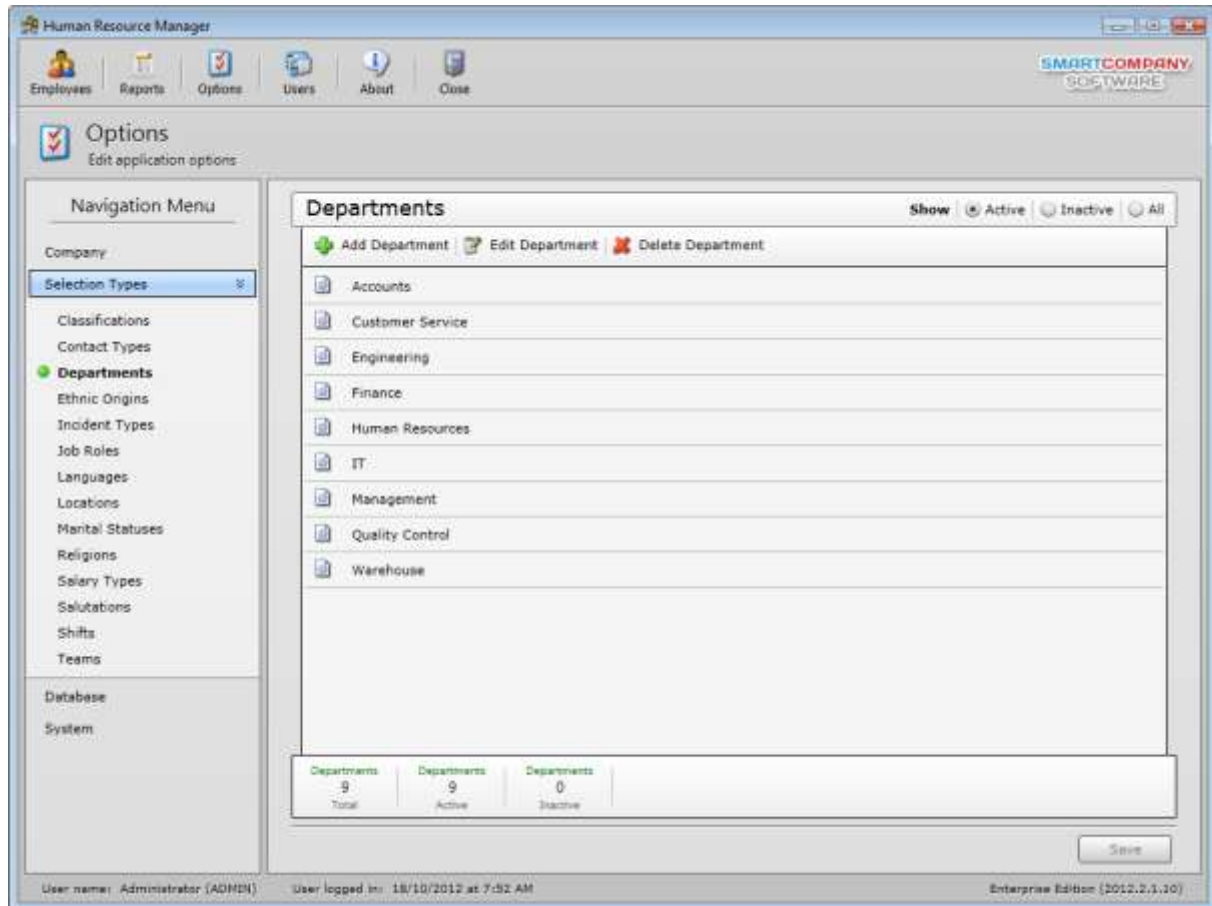 Human Resource Manager
Employees Reports Options Users About Close
SMARTCOMPANY
SOFTWARE
Options
Edit application options
Navigation Menu
Company
Selection Types
Classifications
Contact Types
Departments
Ethnic Origins
Incident Types
Job Roles
Languages
Locations
Marital Statuses
Religions
Salary Types
Salutations
Shifts
Teams
Database
System
Departments Show Active Inactive All
Add Department Edit Department Delete Department
Accounts
Customer Service
Engineering
Finance
Human Resources
IT
Management
Quality Control
Warehouse
Departments Departments Departments
9 9 0
Total Active Inactive
Save
User name: Administrator (ADMIN) User logged in: 18/10/2012 at 7:52 AM Enterprise Edition (2012.2.1.10)